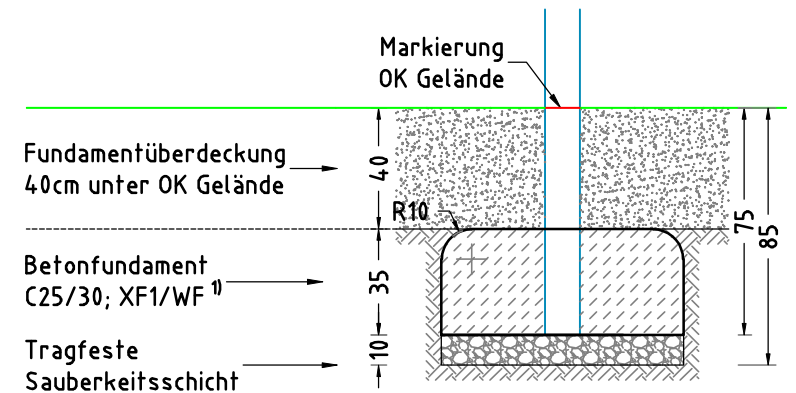 Markierung
OK Gelände
Fundamentüberdeckung
40cm unter OK Gelände
40
R10
75
85
Betonfundament
C25/30; XF1/WF 1)
35
Tragfeste
Sauberkeitsschicht
10